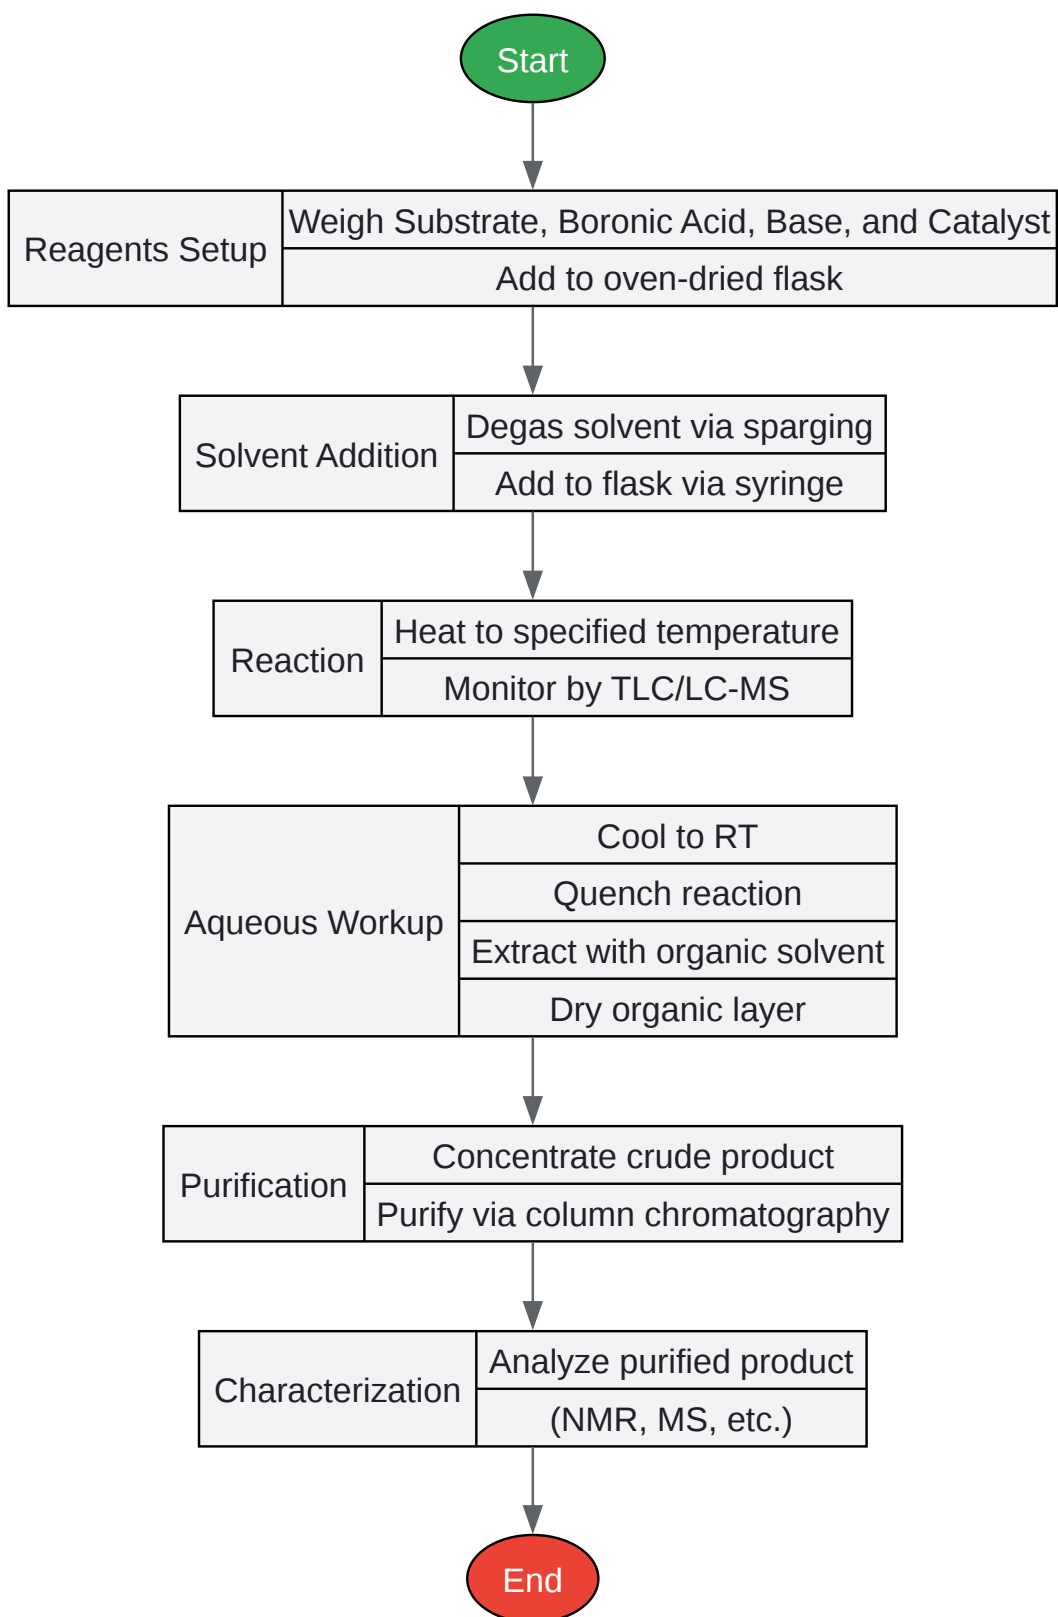 Start
Reagents Setup
Weigh Substrate, Boronic Acid, Base, and Catalyst
Add to oven-dried flask
Solvent Addition
Degas solvent via sparging
Add to flask via syringe
Reaction
Heat to specified temperature
Monitor by TLC/LC-MS
Aqueous Workup
Cool to RT
Quench reaction
Extract with organic solvent
Dry organic layer
Purification
Concentrate crude product
Purify via column chromatography
Characterization
Analyze purified product
(NMR, MS, etc.)
End